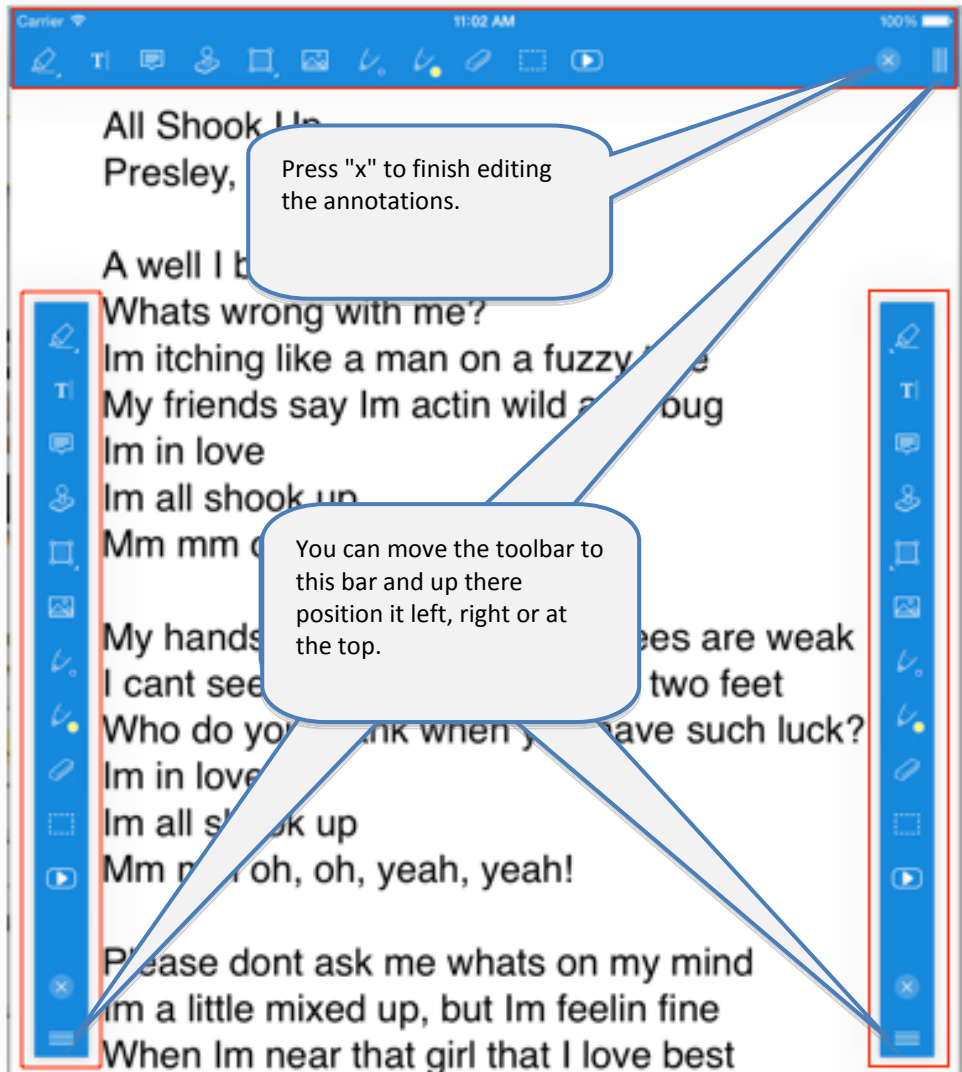 Carrier 11:02 AM 100%
T
All Shook Up
Presley,
Press "x" to finish editing
the annotations.
A well I
Whats wrong with me?
Im itching like a man on a fuzzy
My friends say Im actin wild bug
Im in love
Im all shook up
Mm mm
You can move the toolbar to
this bar and up there
position it left, right or at
the top.
My hands are weak
I cant see two feet
Who do when such luck?
Im in love
Im all up
Mm oh, oh, yeah, yeah!
Please dont ask me whats on my mind
Im a little mixed up, but Im feelin fine
When Im near that girl that I love best
T
T